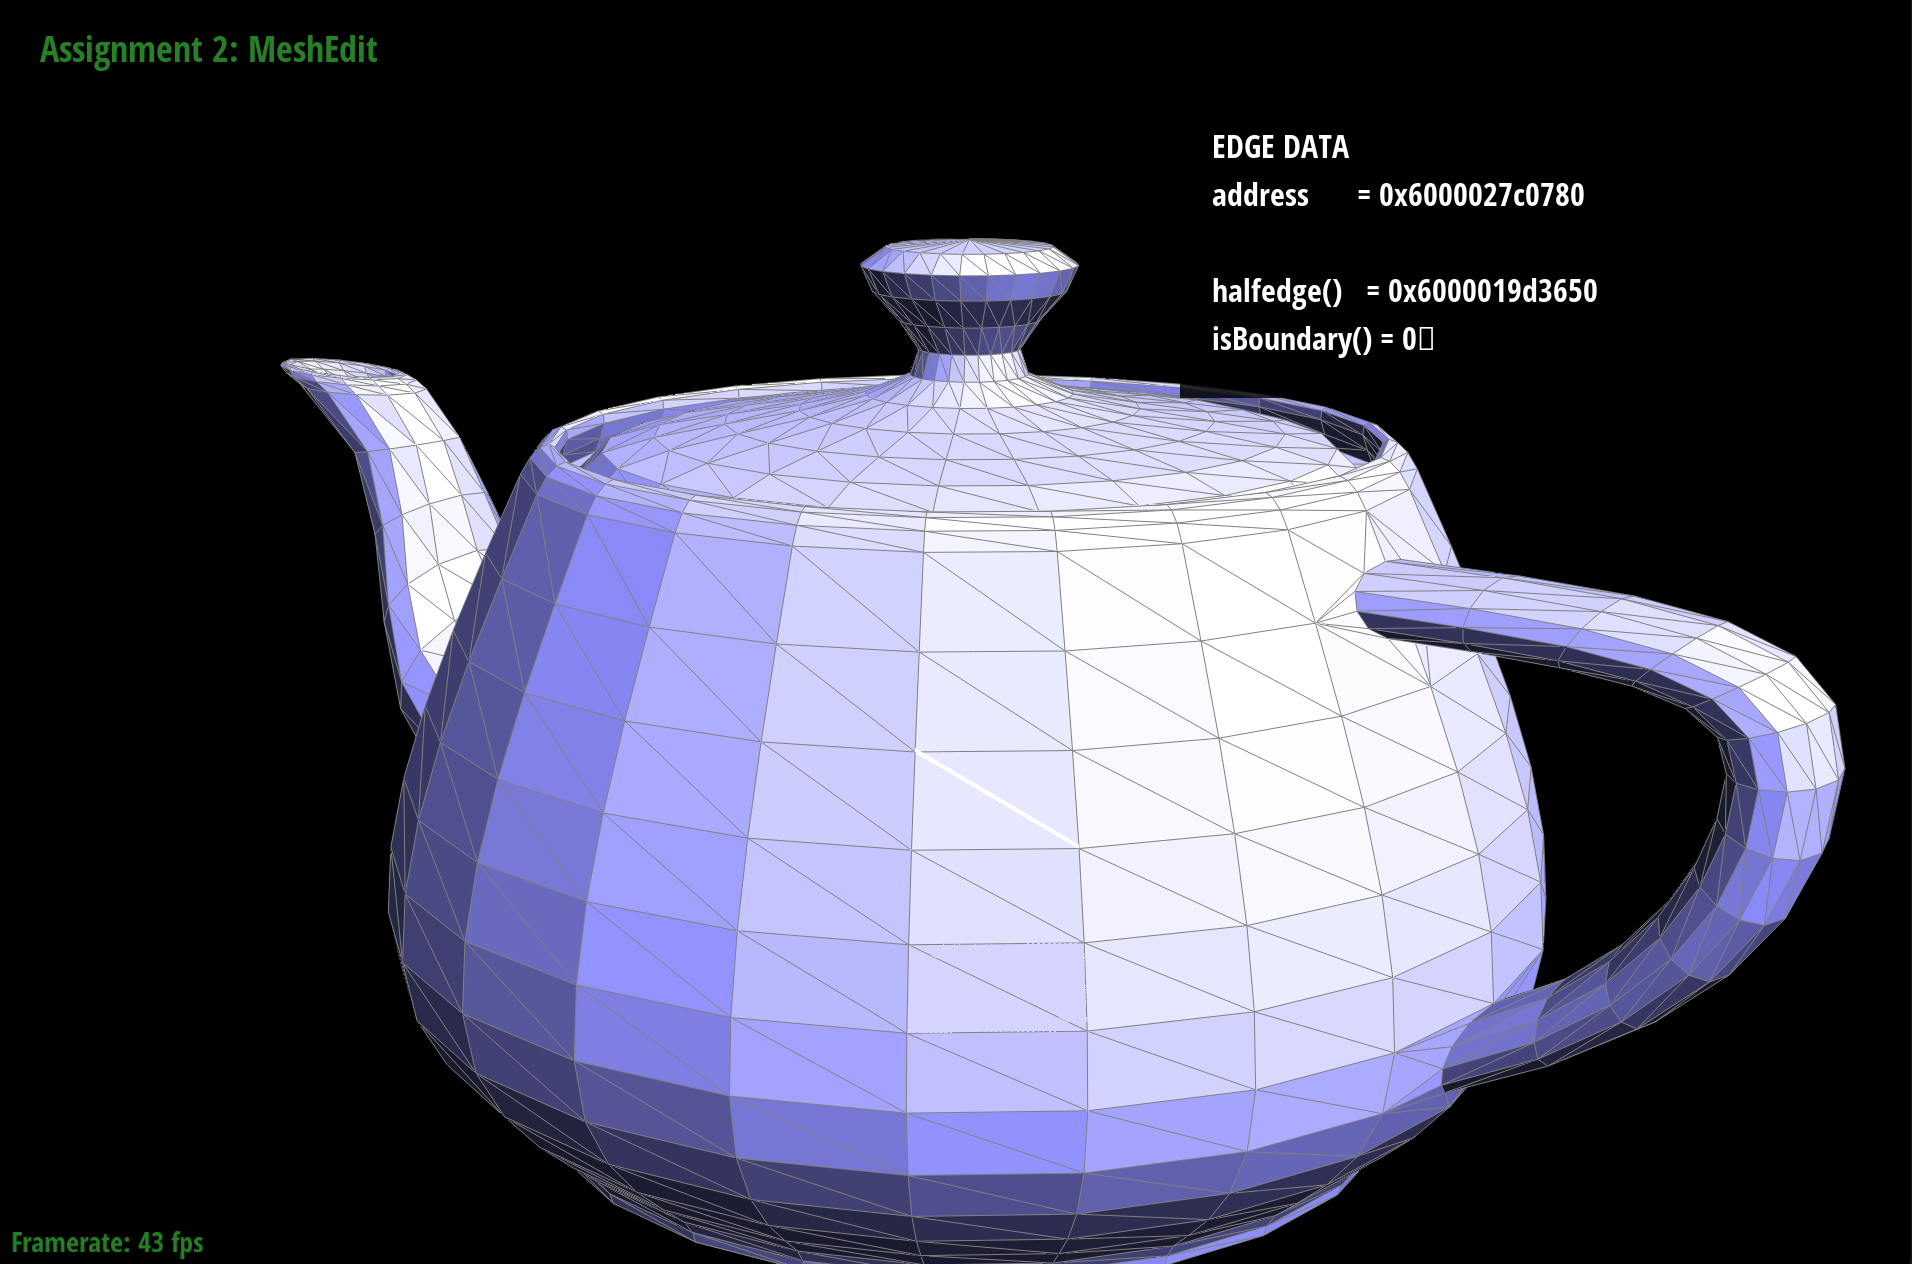 Assignment 2: MeshEdit
EDGE DATA
address = 0x6000027c0780
halfedge() = 0x6000019d3650
isBoundary() = 0▯
Framerate: 43 fps